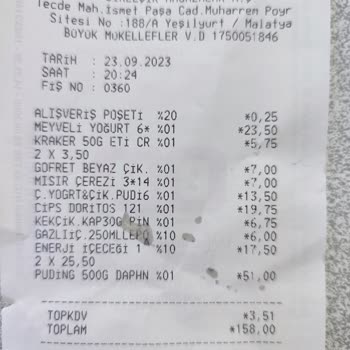 Tecde Mah.İsmet Paşa Cad.Muharrem Poyr
Sitesi No :188/A Yeşilyurt / Malatya
BÜYÜK MÜKELLEFLER V.D 1750051846
TARİH : 23.09.2023
SAAT : 20:24
FİŞ NO : 0360
ALIŞVERİŞ POŞETİ %20 *0,25
MEYVELİ YOĞURT 6* %01 *23,50
KRAKER 50G ETİ CR %01 *5,75
2 X 3,50
GOFRET BEYAZ ÇİK. %01 *7,00
MISIR ÇEREZİ 3*14 %01 *7,00
Ç.YOĞRT&ÇİK.PUDİ6 %01 *13,50
CİPS DORİTOS 121 %01 *19,75
KEKÇİK.KAP30G PİN %01 *6,75
GAZLIİÇ.250MLLEPO %10 *6,00
ENERJİ İÇECEĞİ 1 %10 *17,50
2 X 25,50
PUDING 500G DAPHN %01 *51,00
TOPKDV *3,51
TOPLAM *158,00